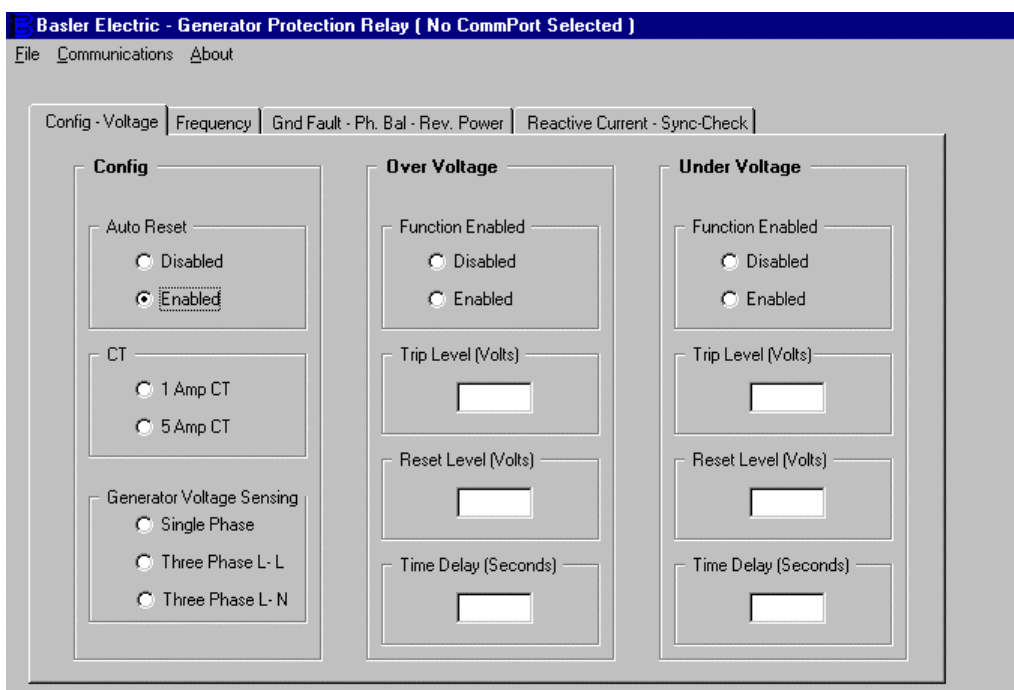 Basler Electric - Generator Protection Relay ( No CommPort Selected )
File Communications About
Config - Voltage Frequency Gnd Fault - Ph. Bal - Rev. Power Reactive Current - Sync-Check
Config
Auto Reset
Disabled
Enabled
CT
1 Amp CT
5 Amp CT
Generator Voltage Sensing
Single Phase
Three Phase L- L
Three Phase L- N
Over Voltage
Function Enabled
Disabled
Enabled
Trip Level (Volts)
Reset Level (Volts)
Time Delay (Seconds)
Under Voltage
Function Enabled
Disabled
Enabled
Trip Level (Volts)
Reset Level (Volts)
Time Delay (Seconds)